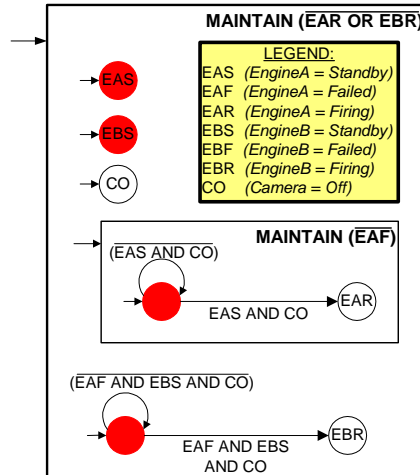 MAINTAIN (EAR OR EBR)
LEGEND:
EAS (EngineA = Standby)
EAF (EngineA = Failed)
EAR (EngineA = Firing)
EBS (EngineB = Standby)
EBF (EngineB = Failed)
EBR (EngineB = Firing)
CO (Camera = Off)
EAS
EBS
CO
MAINTAIN (EAF)
(EAS AND CO)
EAR
EAS AND CO
(EAF AND EBS AND CO)
EBR
EAF AND EBS
AND CO